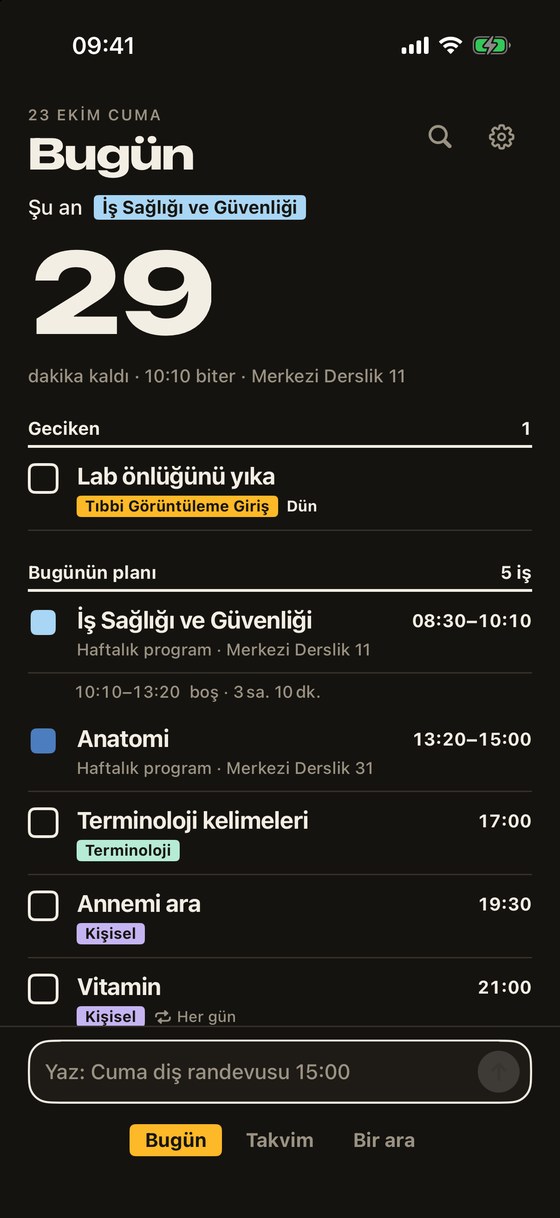 09:41
23 EKİM CUMA
Bugün
Şu an İş Sağlığı ve Güvenliği
29
dakika kaldı · 10:10 biter · Merkezi Derslik 11
Geciken 1
Lab önlüğünü yıka
Tıbbi Görüntüleme Giriş Dün
Bugünün planı 5 iş
İş Sağlığı ve Güvenliği 08:30–10:10
Haftalık program · Merkezi Derslik 11
10:10–13:20 boş · 3 sa. 10 dk.
Anatomi 13:20–15:00
Haftalık program · Merkezi Derslik 31
Terminoloji kelimeleri 17:00
Terminoloji
Annemi ara 19:30
Kişisel
Vitamin 21:00
Kişisel Her gün
Yaz: Cuma diş randevusu 15:00
Bugün Takvim Bir ara